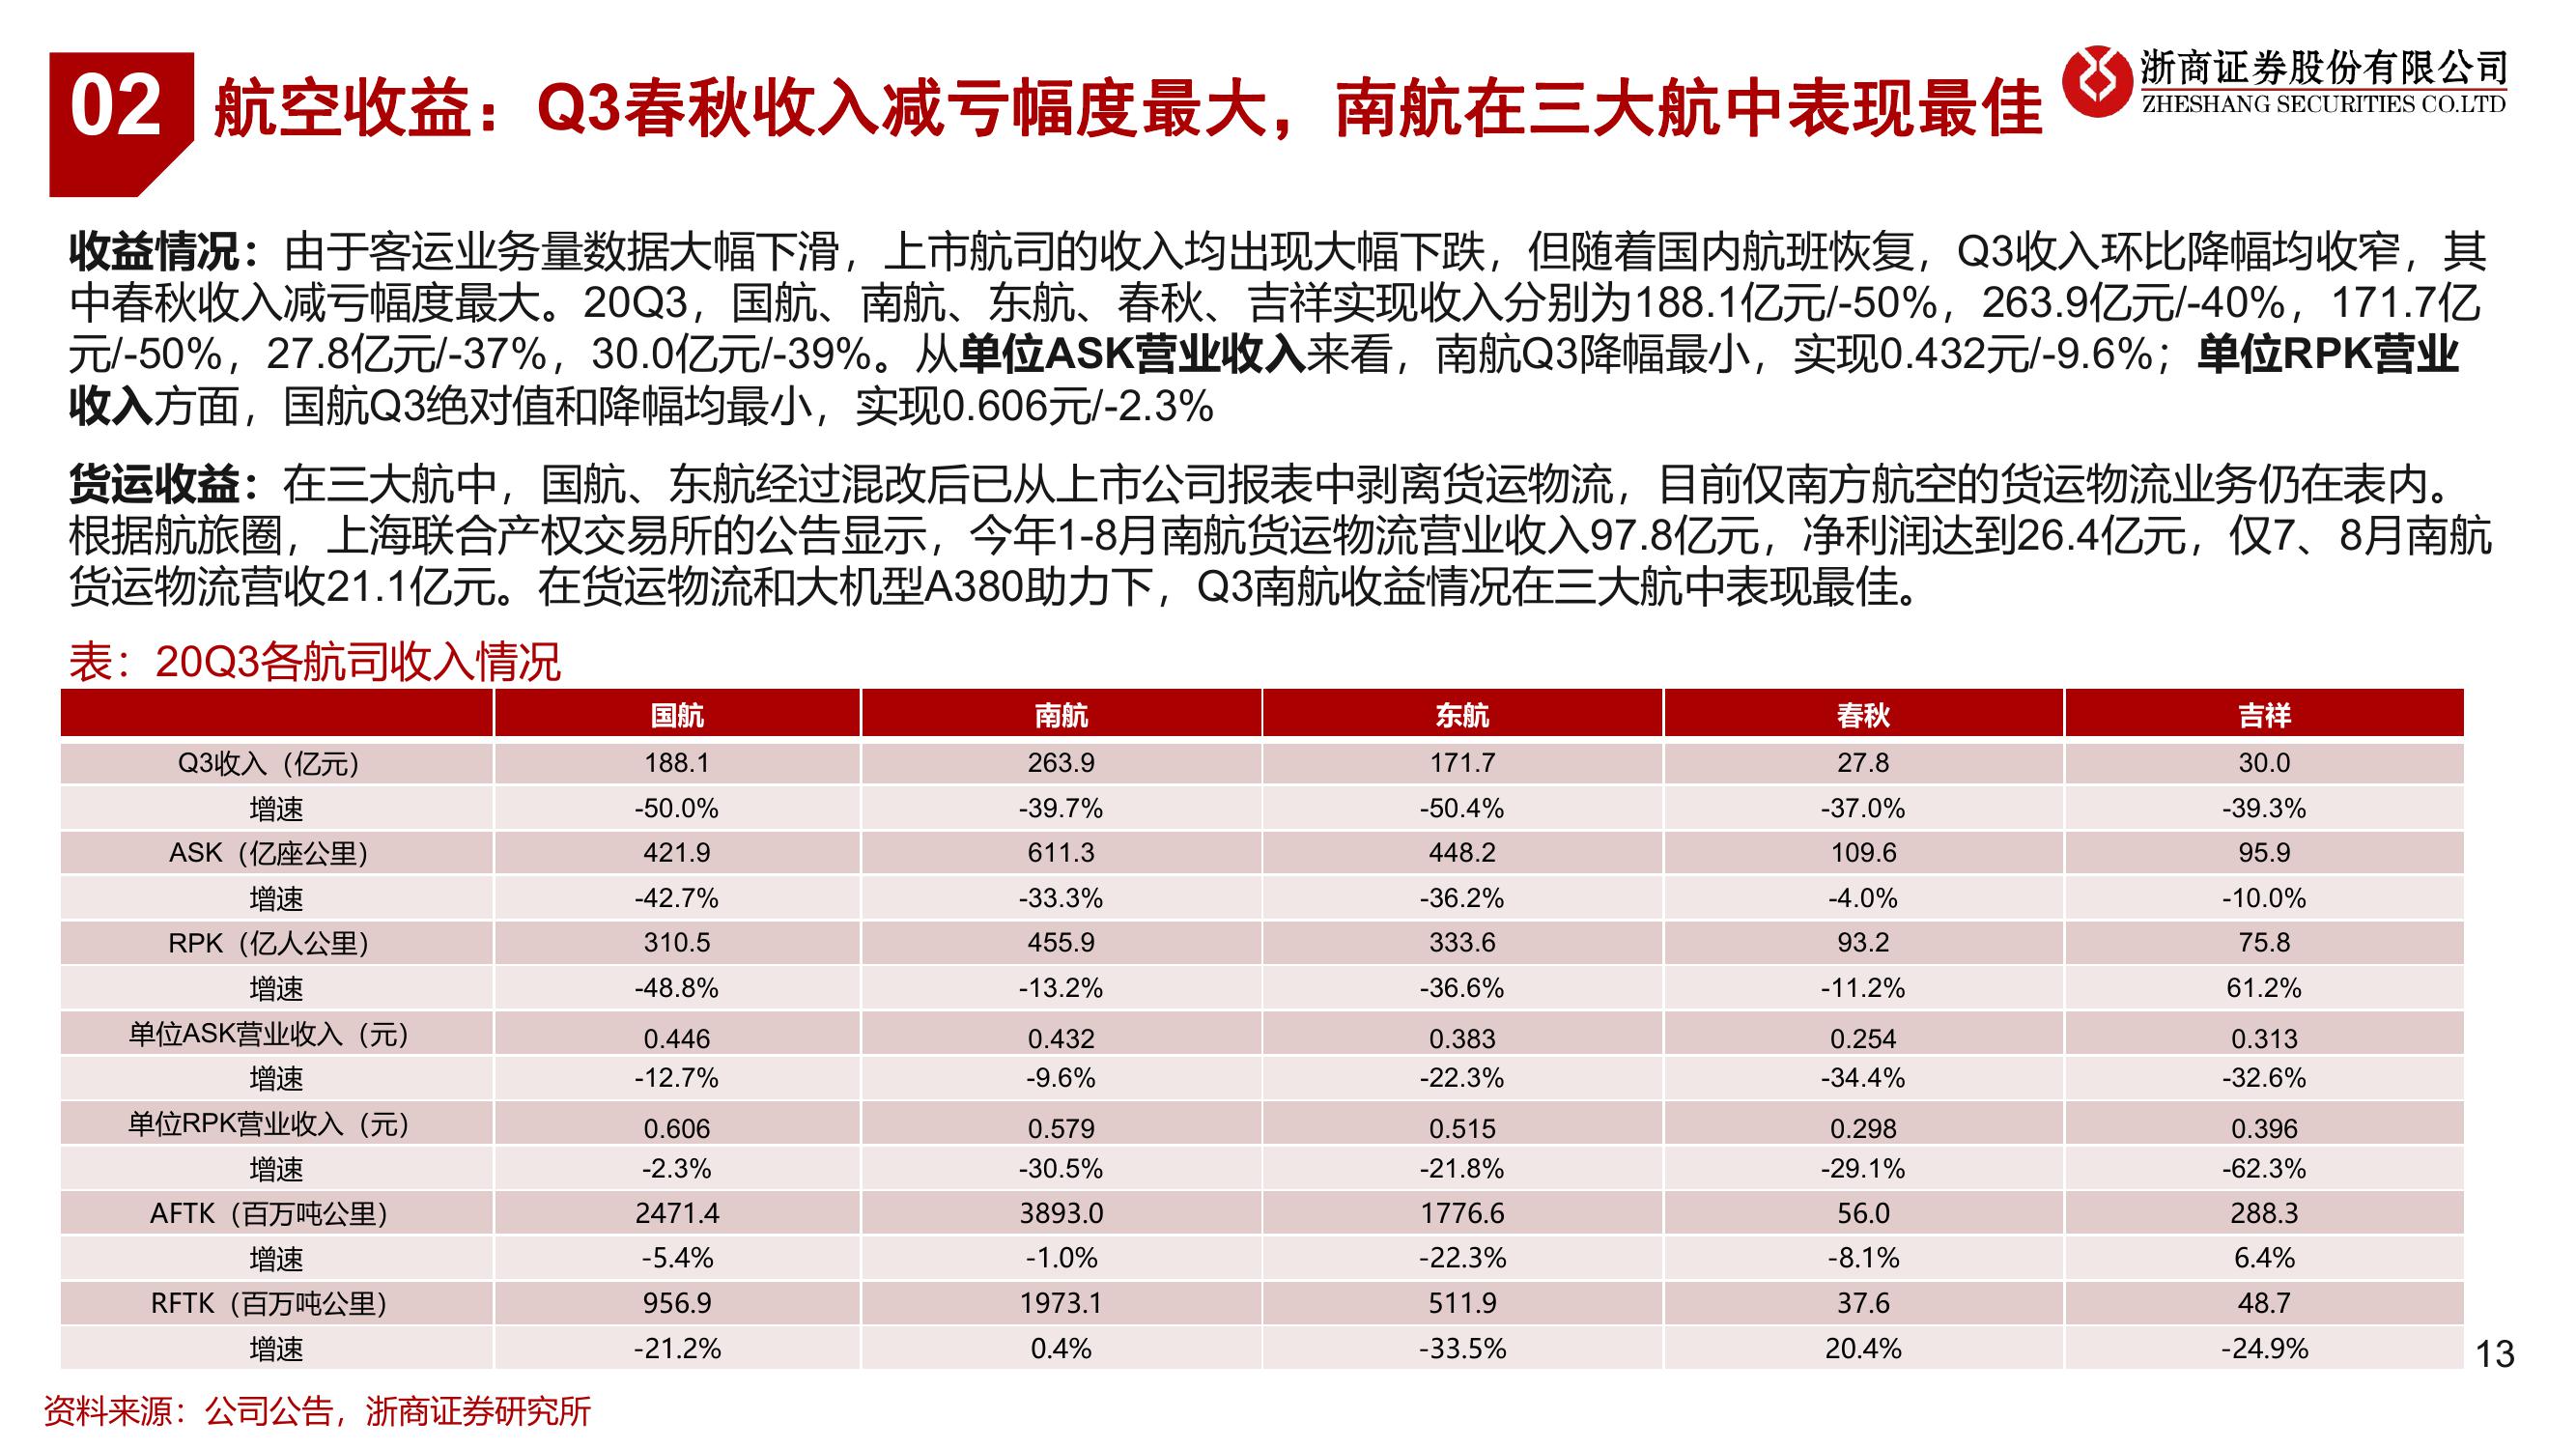 02 航空收益：Q3春秋收入减亏幅度最大，南航在三大航中表现最佳
浙商证券股份有限公司
ZHESHANG SECURITIES CO.LTD
收益情况：由于客运业务量数据大幅下滑，上市航司的收入均出现大幅下跌，但随着国内航班恢复，Q3收入环比降幅均收窄，其
中春秋收入减亏幅度最大。20Q3，国航、南航、东航、春秋、吉祥实现收入分别为188.1亿元/-50%，263.9亿元/-40%，171.7亿
元/-50%，27.8亿元/-37%，30.0亿元/-39%。从单位ASK营业收入来看，南航Q3降幅最小，实现0.432元/-9.6%；单位RPK营业
收入方面，国航Q3绝对值和降幅均最小，实现0.606元/-2.3%
货运收益：在三大航中，国航、东航经过混改后已从上市公司报表中剥离货运物流，目前仅南方航空的货运物流业务仍在表内。
根据航旅圈，上海联合产权交易所的公告显示，今年1-8月南航货运物流营业收入97.8亿元，净利润达到26.4亿元，仅7、8月南航
货运物流营收21.1亿元。在货运物流和大机型A380助力下，Q3南航收益情况在三大航中表现最佳。
表：20Q3各航司收入情况
国航 南航 东航 春秋 吉祥
Q3收入（亿元） 188.1 263.9 171.7 27.8 30.0
增速 -50.0% -39.7% -50.4% -37.0% -39.3%
ASK（亿座公里） 421.9 611.3 448.2 109.6 95.9
增速 -42.7% -33.3% -36.2% -4.0% -10.0%
RPK（亿人公里） 310.5 455.9 333.6 93.2 75.8
增速 -48.8% -13.2% -36.6% -11.2% 61.2%
单位ASK营业收入（元） 0.446 0.432 0.383 0.254 0.313
增速 -12.7% -9.6% -22.3% -34.4% -32.6%
单位RPK营业收入（元） 0.606 0.579 0.515 0.298 0.396
增速 -2.3% -30.5% -21.8% -29.1% -62.3%
AFTK（百万吨公里） 2471.4 3893.0 1776.6 56.0 288.3
增速 -5.4% -1.0% -22.3% -8.1% 6.4%
RFTK（百万吨公里） 956.9 1973.1 511.9 37.6 48.7
增速 -21.2% 0.4% -33.5% 20.4% -24.9%
13
资料来源：公司公告，浙商证券研究所